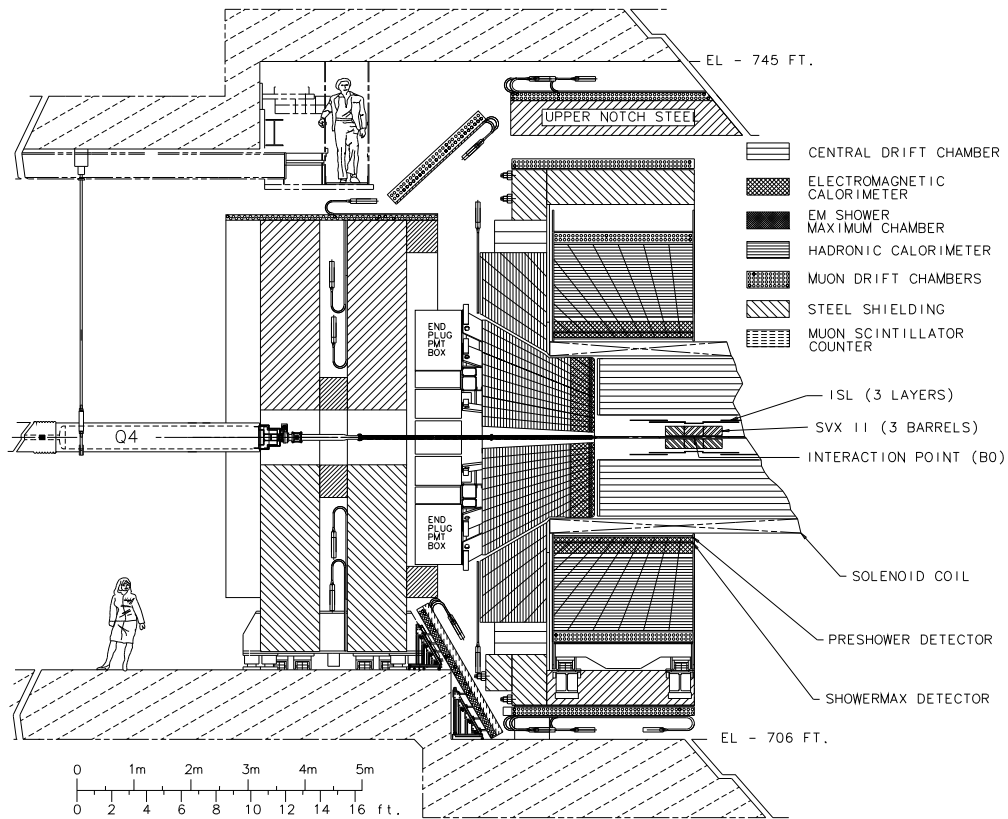 EL - 745 FT.
UPPER NOTCH STEEL
CENTRAL DRIFT CHAMBER
ELECTROMAGNETIC
CALORIMETER
EM SHOWER
MAXIMUM CHAMBER
HADRONIC CALORIMETER
MUON DRIFT CHAMBERS
STEEL SHIELDING
MUON SCINTILLATOR
COUNTER
END
PLUG
PMT
BOX
ISL (3 LAYERS)
SVX II (3 BARRELS)
Q4
INTERACTION POINT (B0)
END
PLUG
PMT
BOX
SOLENOID COIL
PRESHOWER DETECTOR
SHOWERMAX DETECTOR
EL - 706 FT.
0 1m 2m 3m 4m 5m
0 2 4 6 8 10 12 14 16 ft.